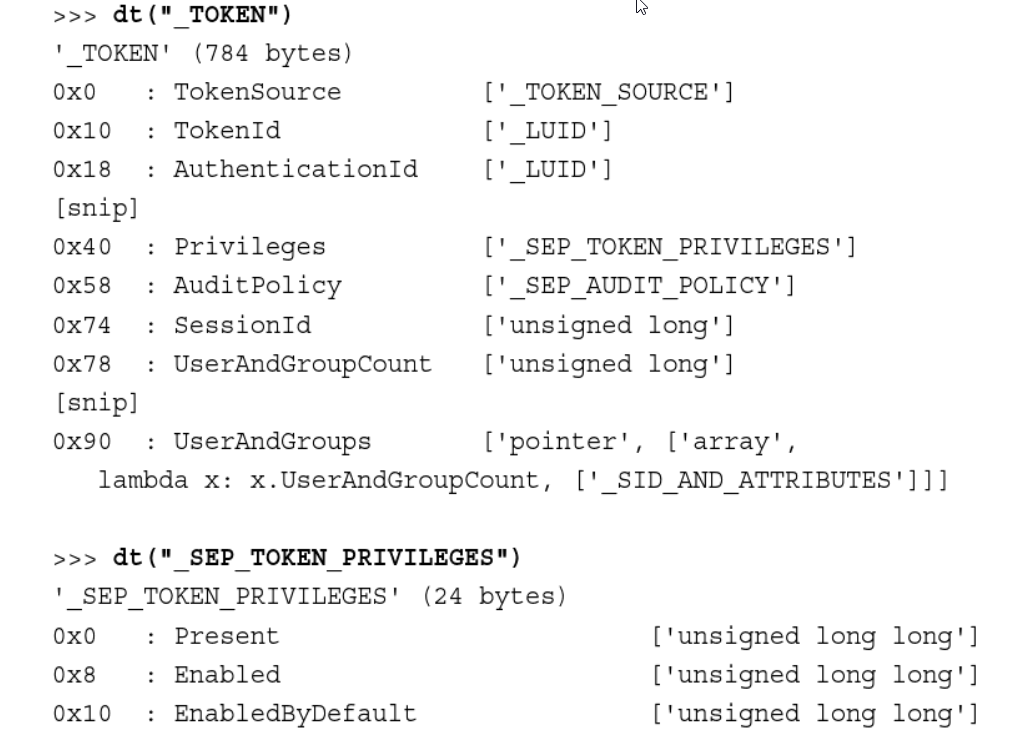 >>> dt("_TOKEN")
'_TOKEN' (784 bytes)
0x0   : TokenSource          ['_TOKEN_SOURCE']
0x10  : TokenId              ['_LUID']
0x18  : AuthenticationId     ['_LUID']
[snip]
0x40  : Privileges           ['_SEP_TOKEN_PRIVILEGES']
0x58  : AuditPolicy          ['_SEP_AUDIT_POLICY']
0x74  : SessionId            ['unsigned long']
0x78  : UserAndGroupCount    ['unsigned long']
[snip]
0x90  : UserAndGroups        ['pointer', ['array',
   lambda x: x.UserAndGroupCount, ['_SID_AND_ATTRIBUTES']]]
>>> dt("_SEP_TOKEN_PRIVILEGES")
'_SEP_TOKEN_PRIVILEGES' (24 bytes)
0x0   : Present                        ['unsigned long long']
0x8   : Enabled                        ['unsigned long long']
0x10  : EnabledByDefault               ['unsigned long long']